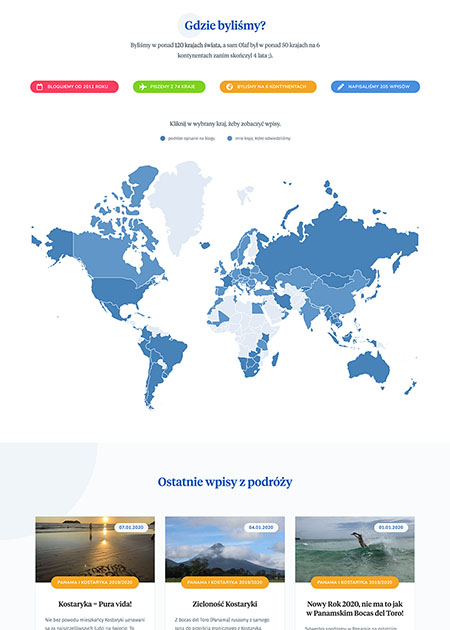 Gdzie byliśmy?
Byliśmy w ponad 120 krajach świata, a sam Olaf był w ponad 50 krajach na 6
kontynentach zanim skończył 4 lata :).
BLOGUJEMY OD 2011 ROKU
PISZEMY Z 74 KRAJE
BYLIŚMY NA 6 KONTYNENTACH
NAPISALIŚMY 205 WPISÓW
Kliknij w wybrany kraj, żeby zobaczyć wpisy.
podróże opisane na blogu
inne kraje, które odwiedziliśmy
Ostatnie wpisy z podróży
07.01.2020
04.01.2020
01.01.2020
PANAMA I KOSTARYKA 2019/2020
PANAMA I KOSTARYKA 2019/2020
PANAMA I KOSTARYKA 2019/2020
Kostaryka = Pura vida!
Zieloność Kostaryki
Nowy Rok 2020, nie ma to jak
w Panamskim Bocas del Toro!
Nie bez powodu mieszkańcy Kostaryki uznawani
są za najszczęśliwszych ludzi na świecie. To
Z bocas del Toro (Panama) ruszamy z samego
rana do przejścia granicznego z Kostaryką.
Sylwestra spędzimy w Panamie na